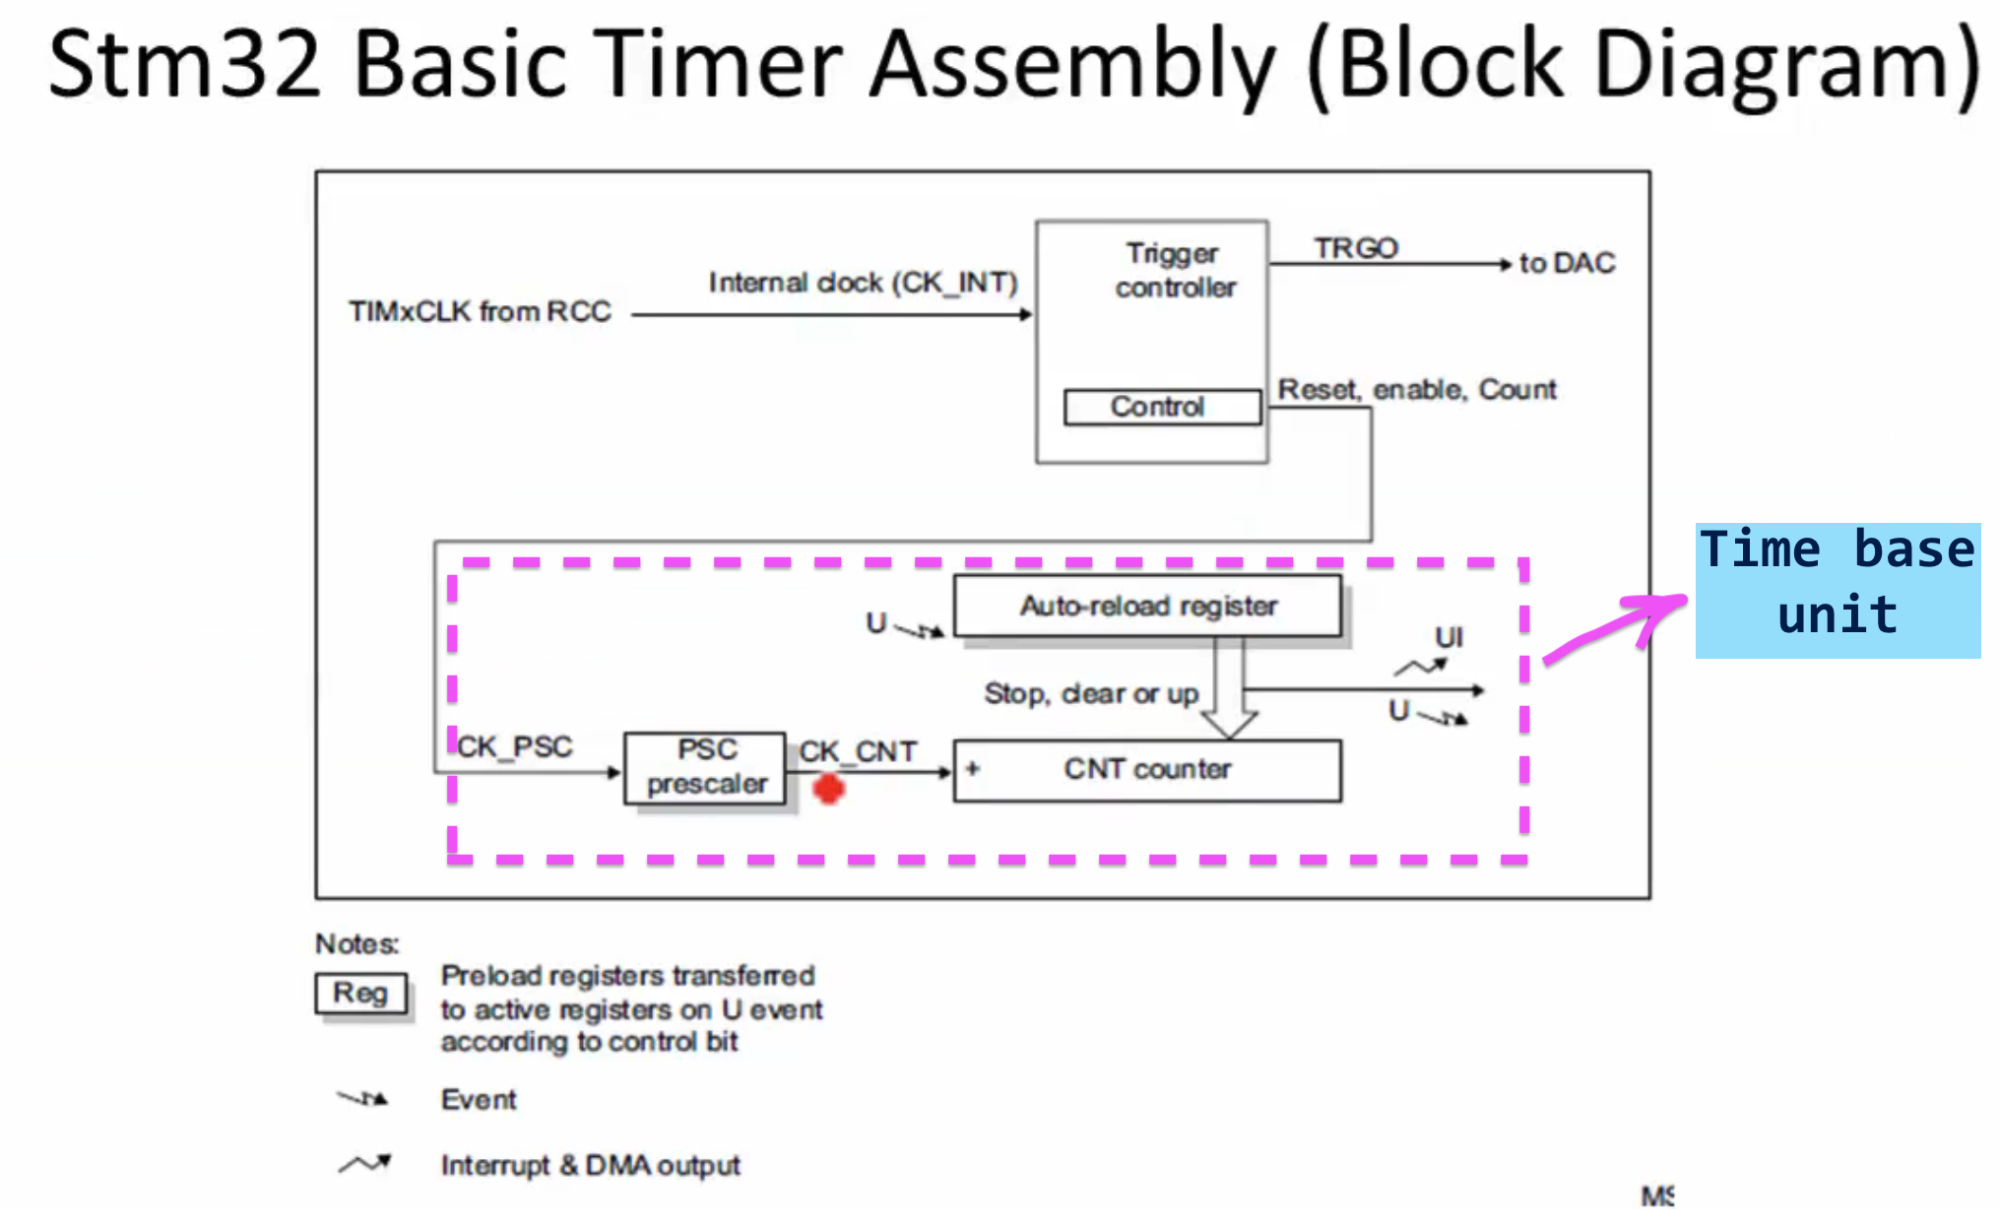 Stm32 Basic Timer Assembly (Block Diagram)
Trigger
controller
TRGO
to DAC
Internal clock (CK_INT)
TIMxCLK from RCC
Control
Reset, enable, Count
Time base
unit
Auto-reload register
U
UI
Stop, clear or up
U
CK_PSC
PSC
prescaler
CK_CNT
+
CNT counter
Notes:
Reg
Preload registers transferred
to active registers on U event
according to control bit
Event
Interrupt & DMA output
MS